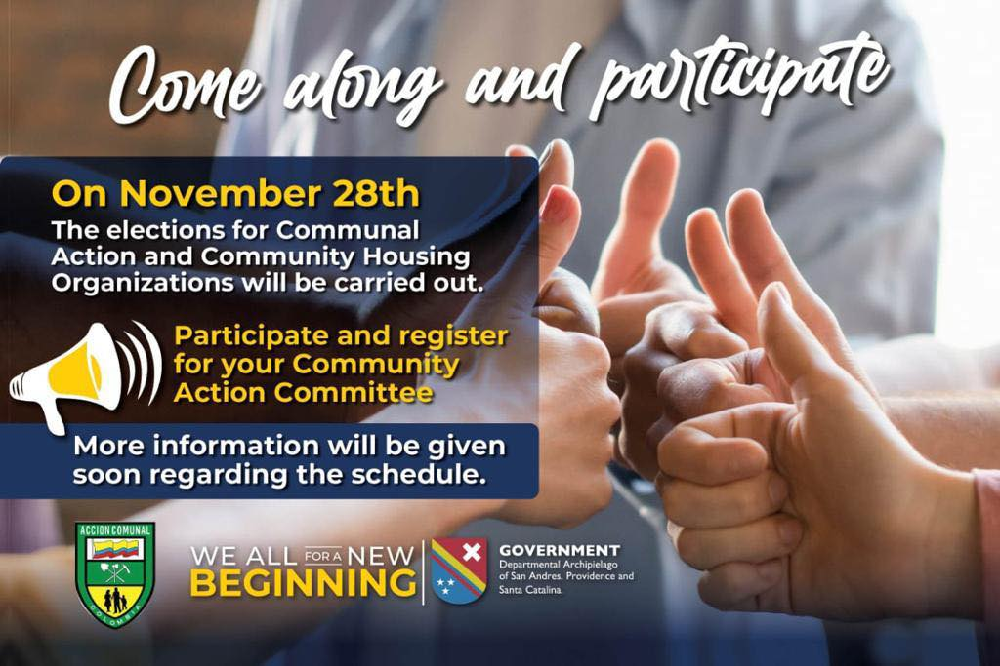 Come along and participate
On November 28th
The elections for Communal
Action and Community Housing
Organizations will be carried out.
Participate and register
for your Community
Action Committee
More information will be given
soon regarding the schedule.
ACCION COMUNAL
COLOMBIA
WE ALL FOR A NEW
BEGINNING
GOVERNMENT
Departmental Archipielago
of San Andres, Providence and
Santa Catalina.